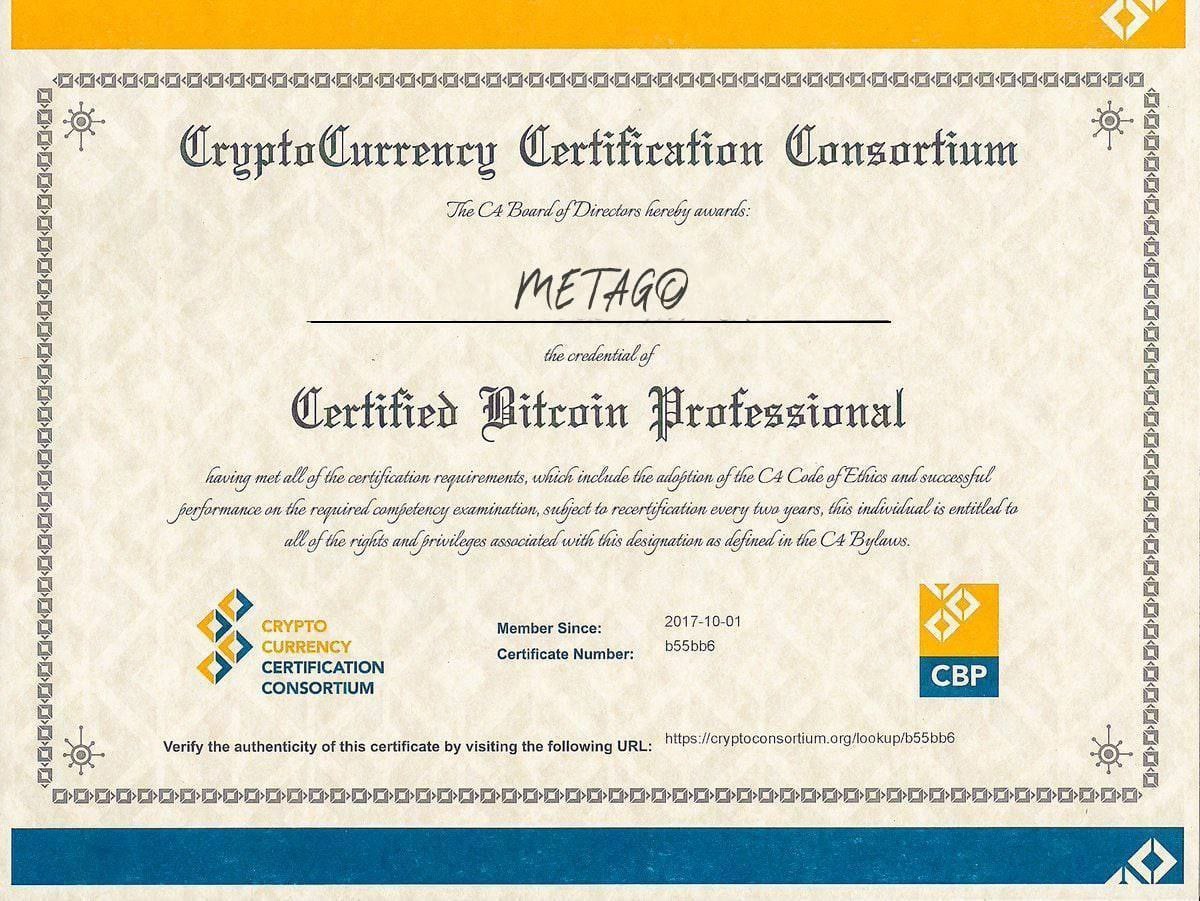 CryptoCurrency Certification Consortium
The C4 Board of Directors hereby awards:
METAGO
the credential of
Certified Bitcoin Professional
having met all of the certification requirements, which include the adoption of the C4 Code of Ethics and successful
performance on the required competency examination, subject to recertification every two years, this individual is entitled to
all of the rights and privileges associated with this designation as defined in the C4 Bylaws.
CRYPTO
CURRENCY
CERTIFICATION
CONSORTIUM
Member Since: 2017-10-01
Certificate Number: b55bb6
CBP
Verify the authenticity of this certificate by visiting the following URL: https://cryptoconsortium.org/lookup/b55bb6